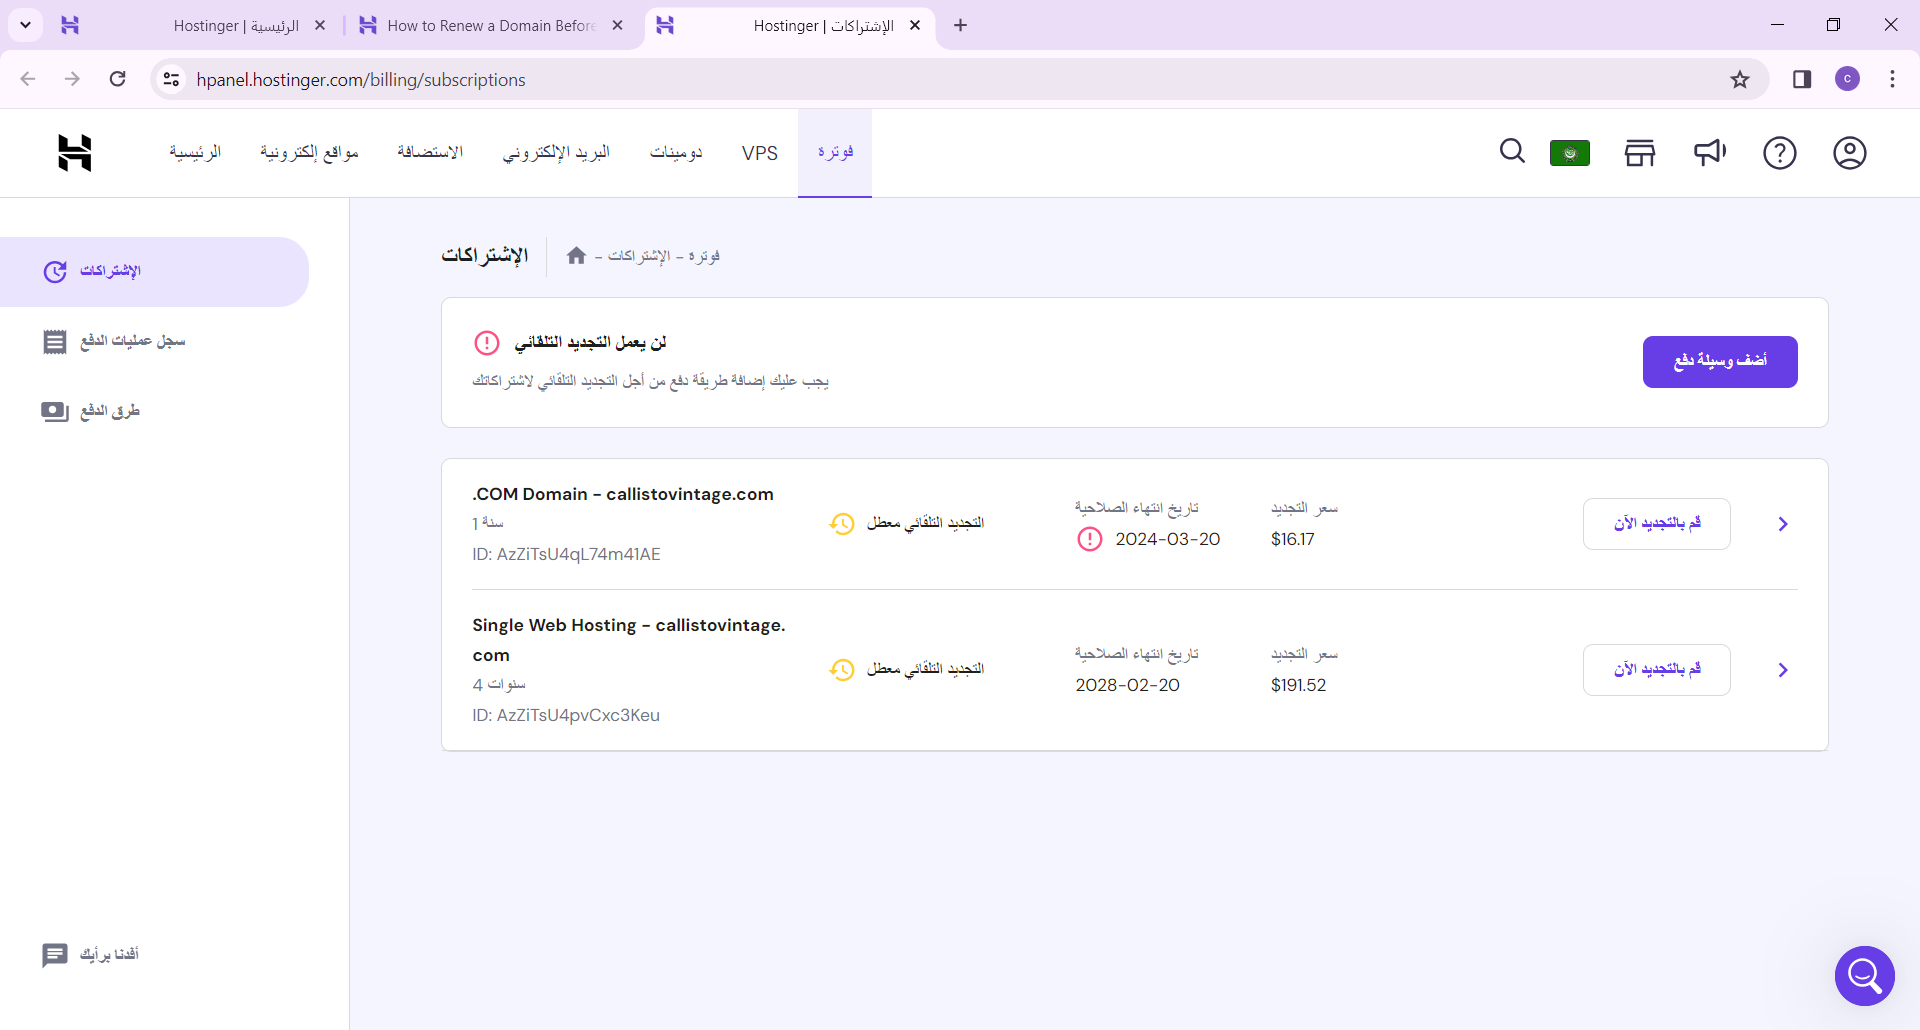 Hostinger | الرئيسية
How to Renew a Domain Before
Hostinger | الإشتراكات
hpanel.hostinger.com/billing/subscriptions
C
الرئيسية
مواقع إلكترونية
الاستضافة
البريد الإلكتروني
دومينات
VPS
فوترة
الإشتراكات
سجل عمليات الدفع
طرق الدفع
أفدنا برأيك
الإشتراكات
فوترة - الإشتراكات -
لن يعمل التجديد التلقائي
يجب عليك إضافة طريقة دفع من أجل التجديد التلقائي لاشتراكاتك
أضف وسيلة دفع
.COM Domain - callistovintage.com
1 سنة
ID: AzZiTsU4qL74m41AE
التجديد التلقائي معطل
تاريخ انتهاء الصلاحية
2024-03-20
سعر التجديد
$16.17
قم بالتجديد الآن
Single Web Hosting - callistovintage.
com
4 سنوات
ID: AzZiTsU4pvCxc3Keu
التجديد التلقائي معطل
تاريخ انتهاء الصلاحية
2028-02-20
سعر التجديد
$191.52
قم بالتجديد الآن